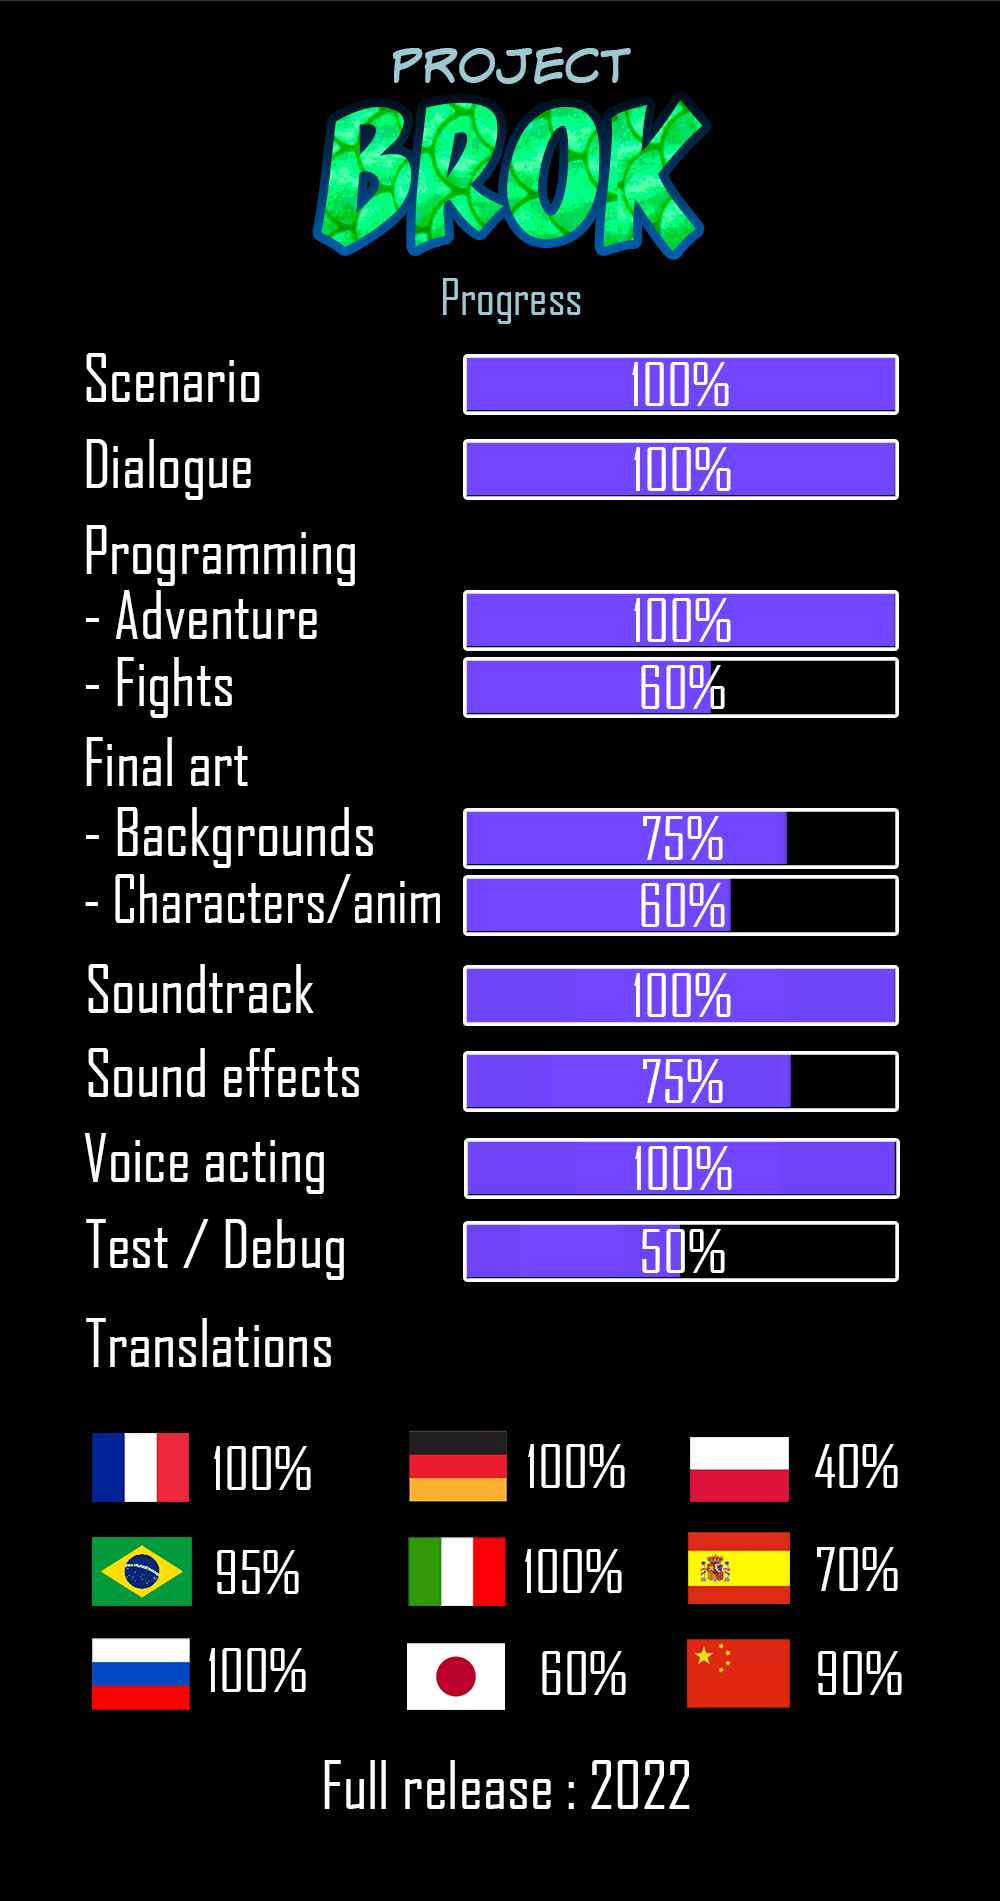 PROJECT
BROK
Progress
Scenario 100%
Dialogue 100%
Programming
- Adventure 100%
- Fights 60%
Final art
- Backgrounds 75%
- Characters/anim 60%
Soundtrack 100%
Sound effects 75%
Voice acting 100%
Test / Debug 50%
Translations
100% 100% 40%
95% 100% 70%
100% 60% 90%
Full release : 2022